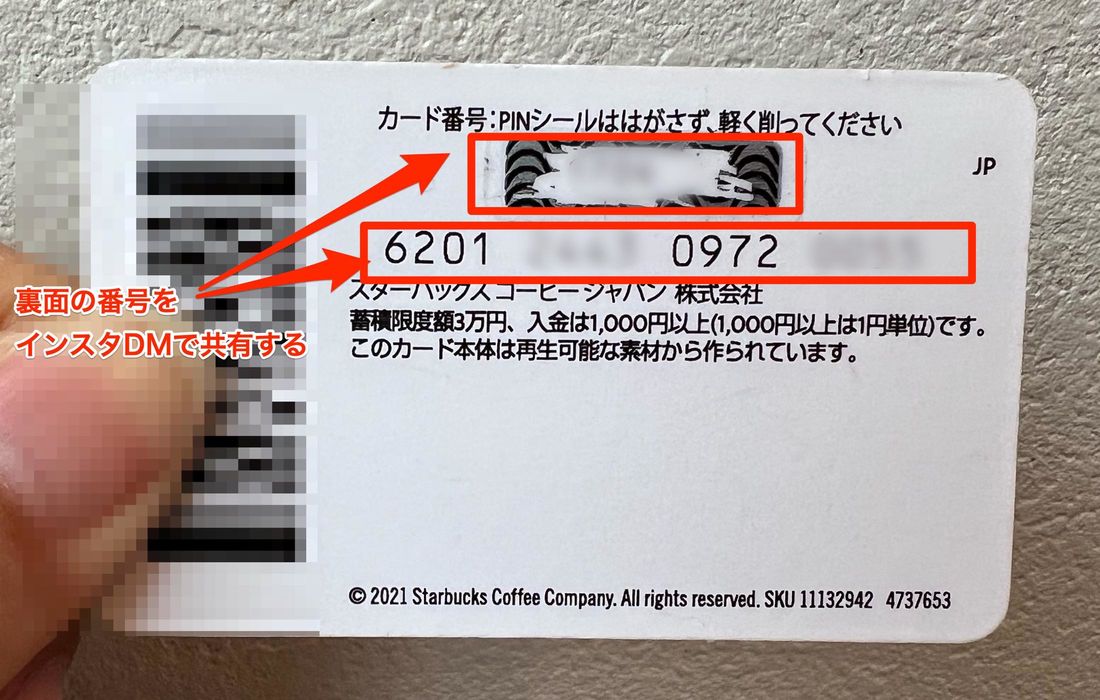 カード番号:PINシールははがさず、軽く削ってください
JP
6201 0972
スターバックス コーヒー ジャパン 株式会社
蓄積限度額3万円、入金は1,000円以上(1,000円以上は1円単位)です。
このカード本体は再生可能な素材から作られています。
裏面の番号を
インスタDMで共有する
© 2021 Starbucks Coffee Company. All rights reserved. SKU 11132942 4737653